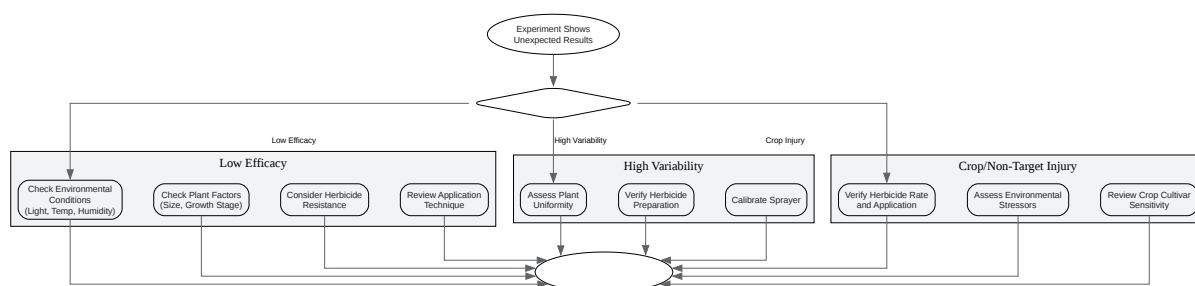 Experiment Shows
Unexpected Results
Low Efficacy
High Variability
Crop Injury
Low Efficacy
Check Environmental
Conditions
(Light, Temp, Humidity)
Check Plant Factors
(Size, Growth Stage)
Consider Herbicide
Resistance
Review Application
Technique
High Variability
Assess Plant
Uniformity
Verify Herbicide
Preparation
Calibrate Sprayer
Crop/Non-Target Injury
Verify Herbicide Rate
and Application
Assess Environmental
Stressors
Review Crop Cultivar
Sensitivity